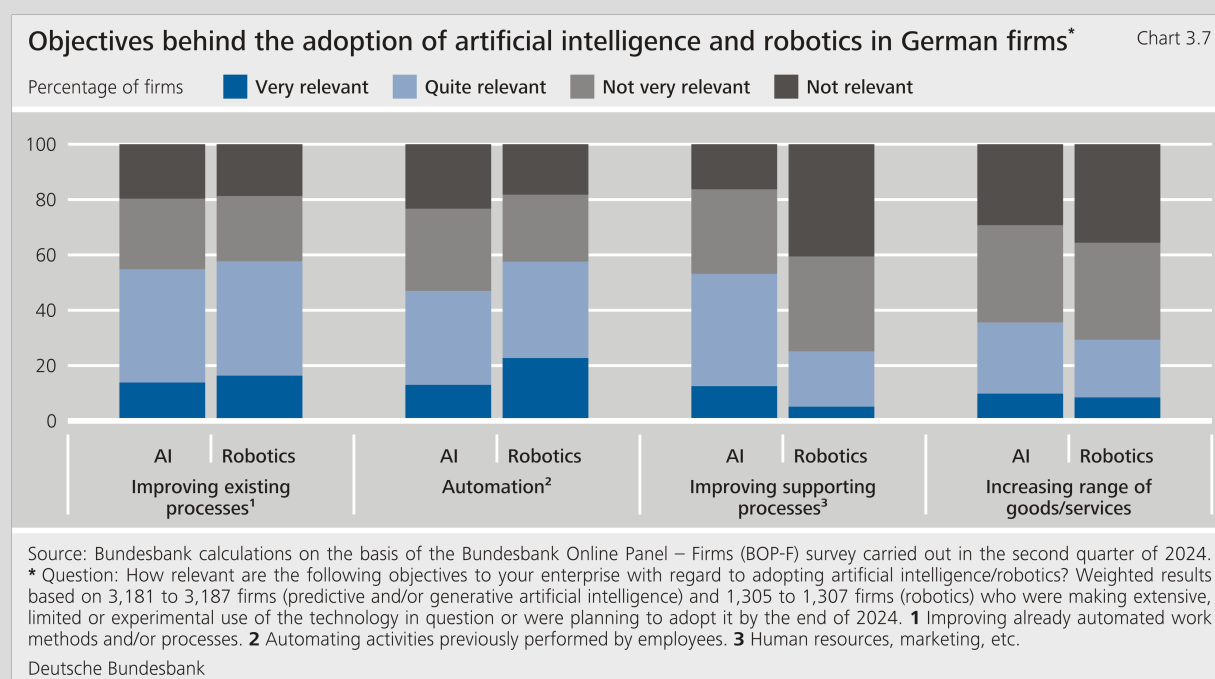 Objectives behind the adoption of artificial intelligence and robotics in German firms*
Chart 3.7
Percentage of firms
Very relevant
Quite relevant
Not very relevant
Not relevant
100
80
60
40
20
0
AI
Robotics
AI
Robotics
AI
Robotics
AI
Robotics
Improving existing
processes¹
Automation²
Improving supporting
processes³
Increasing range of
goods/services
Source: Bundesbank calculations on the basis of the Bundesbank Online Panel – Firms (BOP-F) survey carried out in the second quarter of 2024.
* Question: How relevant are the following objectives to your enterprise with regard to adopting artificial intelligence/robotics? Weighted results
based on 3,181 to 3,187 firms (predictive and/or generative artificial intelligence) and 1,305 to 1,307 firms (robotics) who were making extensive,
limited or experimental use of the technology in question or were planning to adopt it by the end of 2024. 1 Improving already automated work
methods and/or processes. 2 Automating activities previously performed by employees. 3 Human resources, marketing, etc.
Deutsche Bundesbank